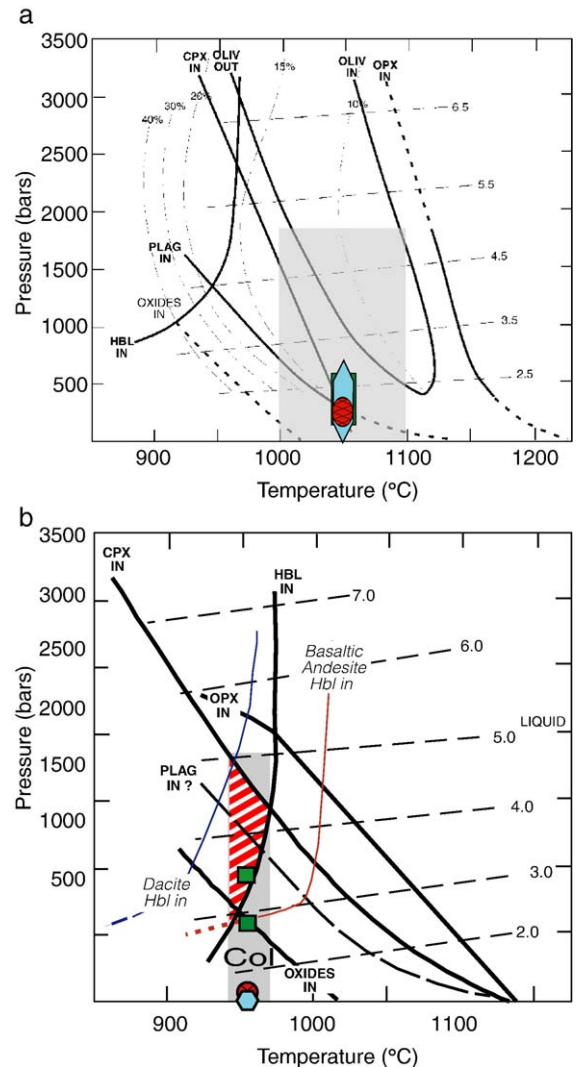 a
3500
3000
2500
2000
1500
1000
500
Pressure (bars)
CPX
IN
OLIV
OUT
15%
OLIV
IN
OPX
IN
40%
30%
20%
10%
6.5
5.5
4.5
3.5
2.5
PLAG
IN
OXIDES
IN
HBL
IN
900
1000
1100
1200
Temperature (ºC)
b
3500
3000
2500
2000
1500
1000
500
Pressure (bars)
CPX
IN
HBL
IN
7.0
Basaltic
Andesite
Hbl in
6.0
OPX
IN
LIQUID
5.0
PLAG
IN ?
4.0
3.0
Dacite
Hbl in
2.0
Col
OXIDES
IN
900
1000
1100
Temperature (ºC)